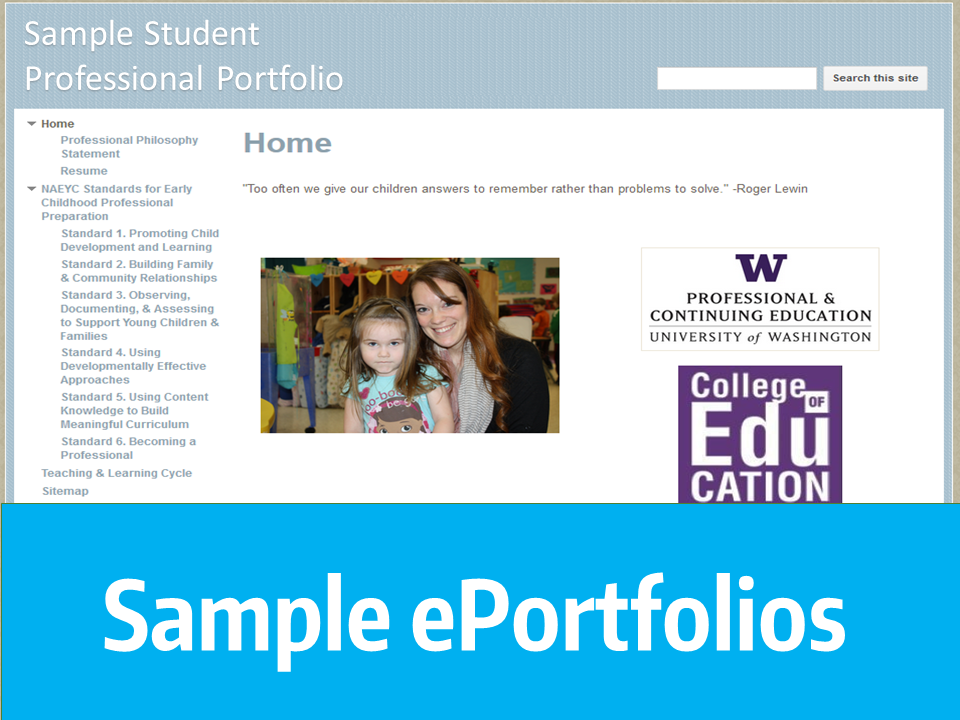 Sample Student
Professional Portfolio
Search this site
Home
Professional Philosophy
Statement
Resume
NAEYC Standards for Early
Childhood Professional
Preparation
Standard 1. Promoting Child
Development and Learning
Standard 2. Building Family
& Community Relationships
Standard 3. Observing,
Documenting, & Assessing
to Support Young Children &
Families
Standard 4. Using
Developmentally Effective
Approaches
Standard 5. Using Content
Knowledge to Build
Meaningful Curriculum
Standard 6. Becoming a
Professional
Teaching & Learning Cycle
Sitemap
Home
"Too often we give our children answers to remember rather than problems to solve." -Roger Lewin
W
PROFESSIONAL &
CONTINUING EDUCATION
UNIVERSITY of WASHINGTON
College
OF
Edu
CATION
Sample ePortfolios